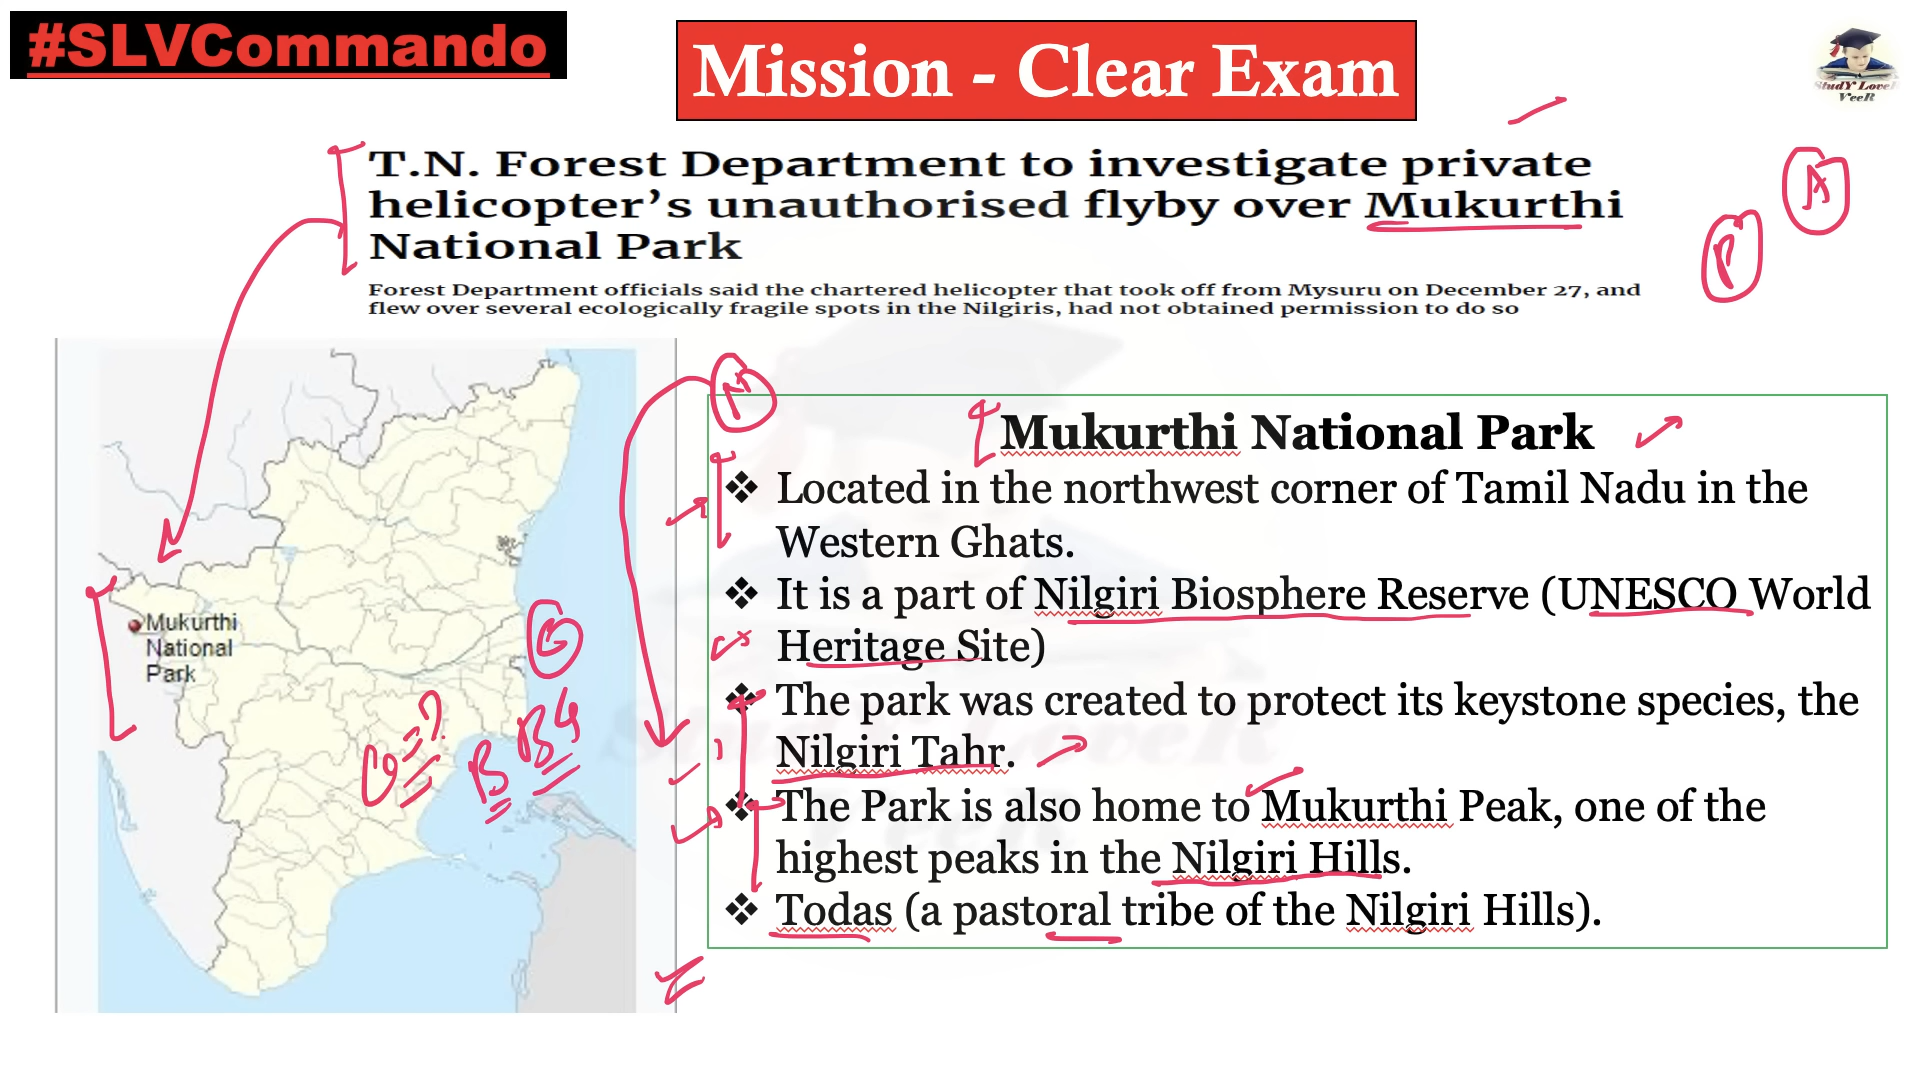 #SLVCommando
Mission - Clear Exam
StudY LoveR
VeeR
T.N. Forest Department to investigate private
helicopter’s unauthorised flyby over Mukurthi
National Park
Forest Department officials said the chartered helicopter that took off from Mysuru on December 27, and
flew over several ecologically fragile spots in the Nilgiris, had not obtained permission to do so
Mukurthi
National
Park
Mukurthi National Park
❖ Located in the northwest corner of Tamil Nadu in the
Western Ghats.
❖ It is a part of Nilgiri Biosphere Reserve (UNESCO World
Heritage Site)
❖ The park was created to protect its keystone species, the
Nilgiri Tahr.
❖ The Park is also home to Mukurthi Peak, one of the
highest peaks in the Nilgiri Hills.
❖ Todas (a pastoral tribe of the Nilgiri Hills).